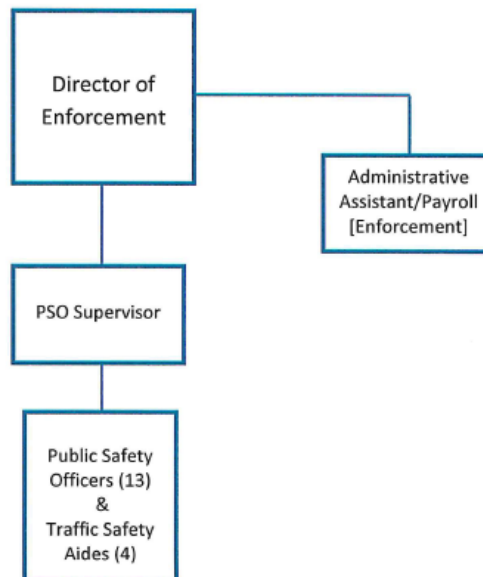 Director of
Enforcement
Administrative
Assistant/Payroll
[Enforcement]
PSO Supervisor
Public Safety
Officers (13)
&
Traffic Safety
Aides (4)